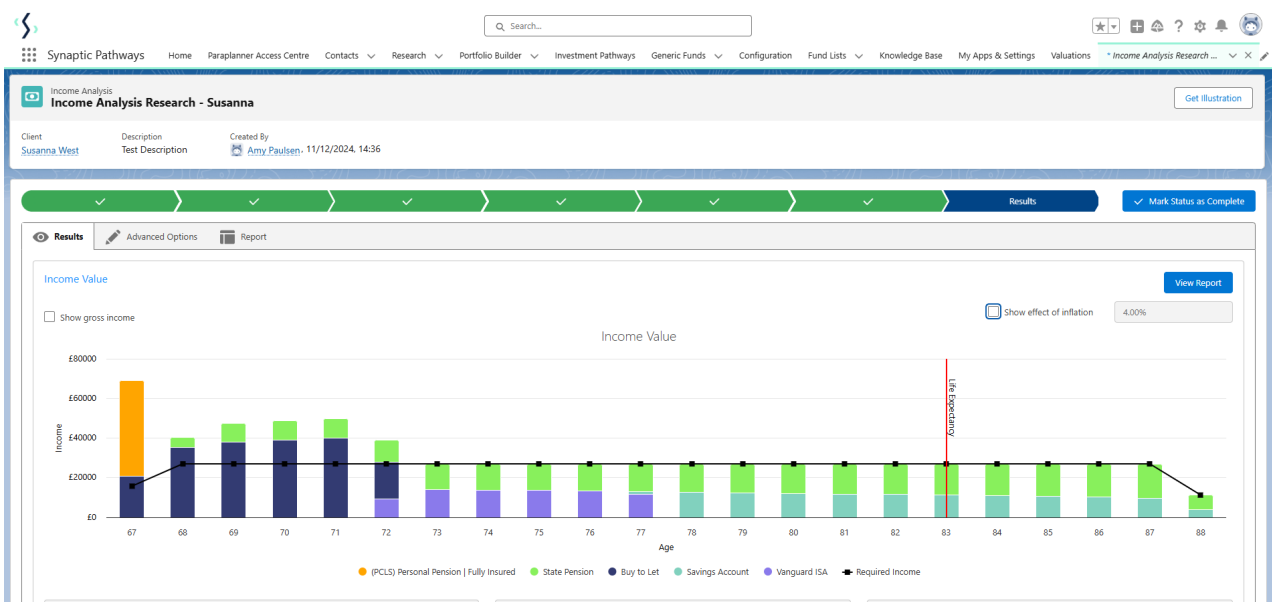 Search...
Synaptic Pathways
Home
Paraplanner Access Centre
Contacts
Research
Portfolio Builder
Investment Pathways
Generic Funds
Configuration
Fund Lists
Knowledge Base
My Apps & Settings
Valuations
* Income Analysis Research ...
Income Analysis
Income Analysis Research - Susanna
Get Illustration
Client
Description
Created By
Susanna West
Test Description
Amy Paulsen, 11/12/2024, 14:36
Results
Mark Status as Complete
Results
Advanced Options
Report
Income Value
View Report
Show gross income
Show effect of inflation
4.00%
Income Value
£80000
£60000
£40000
£20000
£0
Income
Life Expectancy
67 68 69 70 71 72 73 74 75 76 77 78 79 80 81 82 83 84 85 86 87 88
Age
(PCLS) Personal Pension | Fully Insured
State Pension
Buy to Let
Savings Account
Vanguard ISA
Required Income